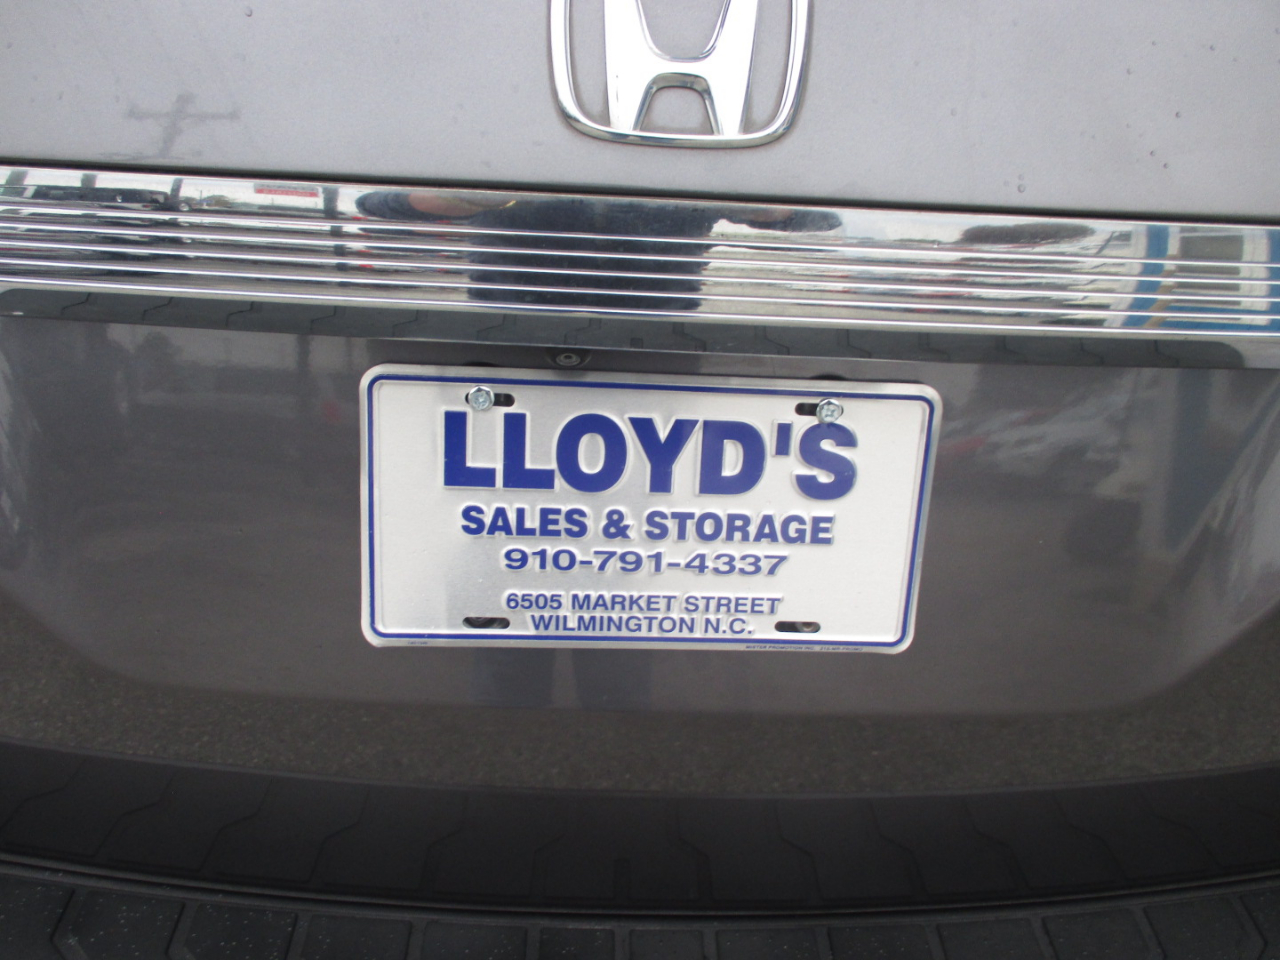 LLOYD'S
SALES & STORAGE
910-791-4337
6505 MARKET STREET
WILMINGTON N.C.